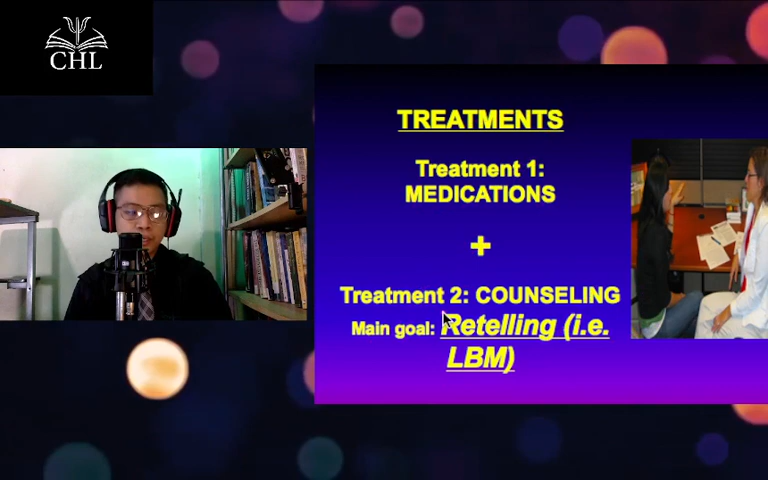 CHL
TREATMENTS
Treatment 1:
MEDICATIONS
+
Treatment 2: COUNSELING
Main goal: Retelling (i.e.
LBM)